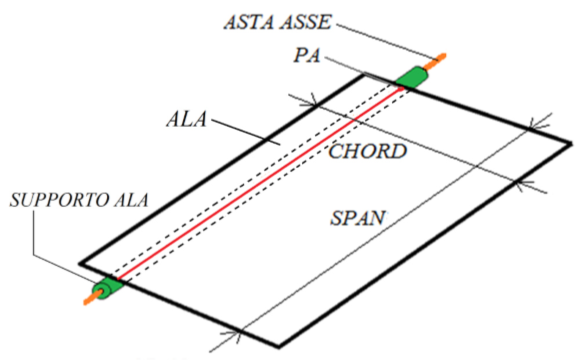 ASTA ASSE
PA
ALA
CHORD
SUPPORTO ALA
SPAN